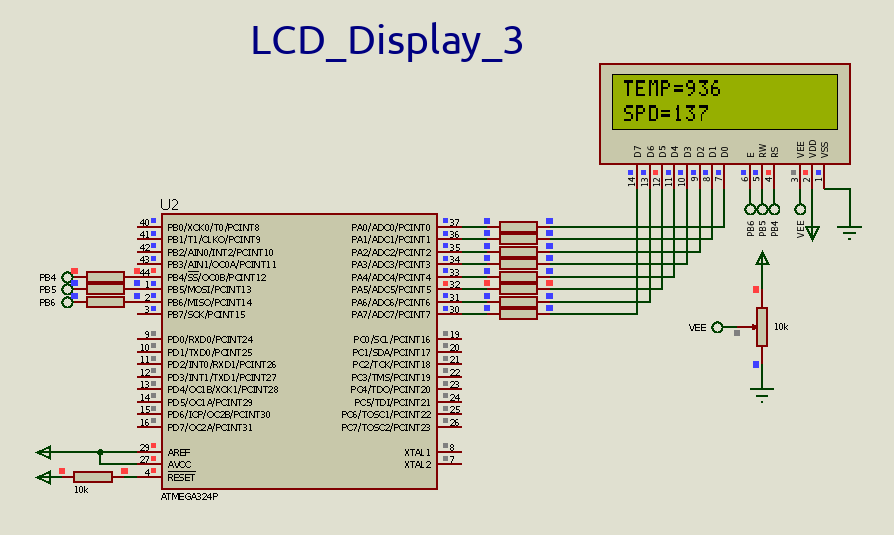 LCD_Display_3
TEMP=936
SPD=137
D7 D6 D5 D4 D3 D2 D1 D0 E RW RS VEE VDD VSS
14 13 12 11 10 9 8 7 6 5 4 3 2 1
PB6 PB5 PB4 VEE
U2
40 PB0/XCK0/T0/PCINT8 PA0/ADC0/PCINT0 37
41 PB1/T1/CLKO/PCINT9 PA1/ADC1/PCINT1 36
42 PB2/AIN0/INT2/PCINT10 PA2/ADC2/PCINT2 35
43 PB3/AIN1/OC0A/PCINT11 PA3/ADC3/PCINT3 34
PB4 44 PB4/SS/OC0B/PCINT12 PA4/ADC4/PCINT4 33
PB5 1 PB5/MOSI/PCINT13 PA5/ADC5/PCINT5 32
PB6 2 PB6/MISO/PCINT14 PA6/ADC6/PCINT6 31
3 PB7/SCK/PCINT15 PA7/ADC7/PCINT7 30
VEE 10k
9 PD0/RXD0/PCINT24 PC0/SCL/PCINT16 19
10 PD1/TXD0/PCINT25 PC1/SDA/PCINT17 20
11 PD2/INT0/RXD1/PCINT26 PC2/TCK/PCINT18 21
12 PD3/INT1/TXD1/PCINT27 PC3/TMS/PCINT19 22
13 PD4/OC1B/XCK1/PCINT28 PC4/TDO/PCINT20 23
14 PD5/OC1A/PCINT29 PC5/TDI/PCINT21 24
15 PD6/ICP/OC2B/PCINT30 PC6/TOSC1/PCINT22 25
16 PD7/OC2A/PCINT31 PC7/TOSC2/PCINT23 26
29 AREF XTAL1 8
27 AVCC XTAL2 7
4 RESET
10k
ATMEGA324P